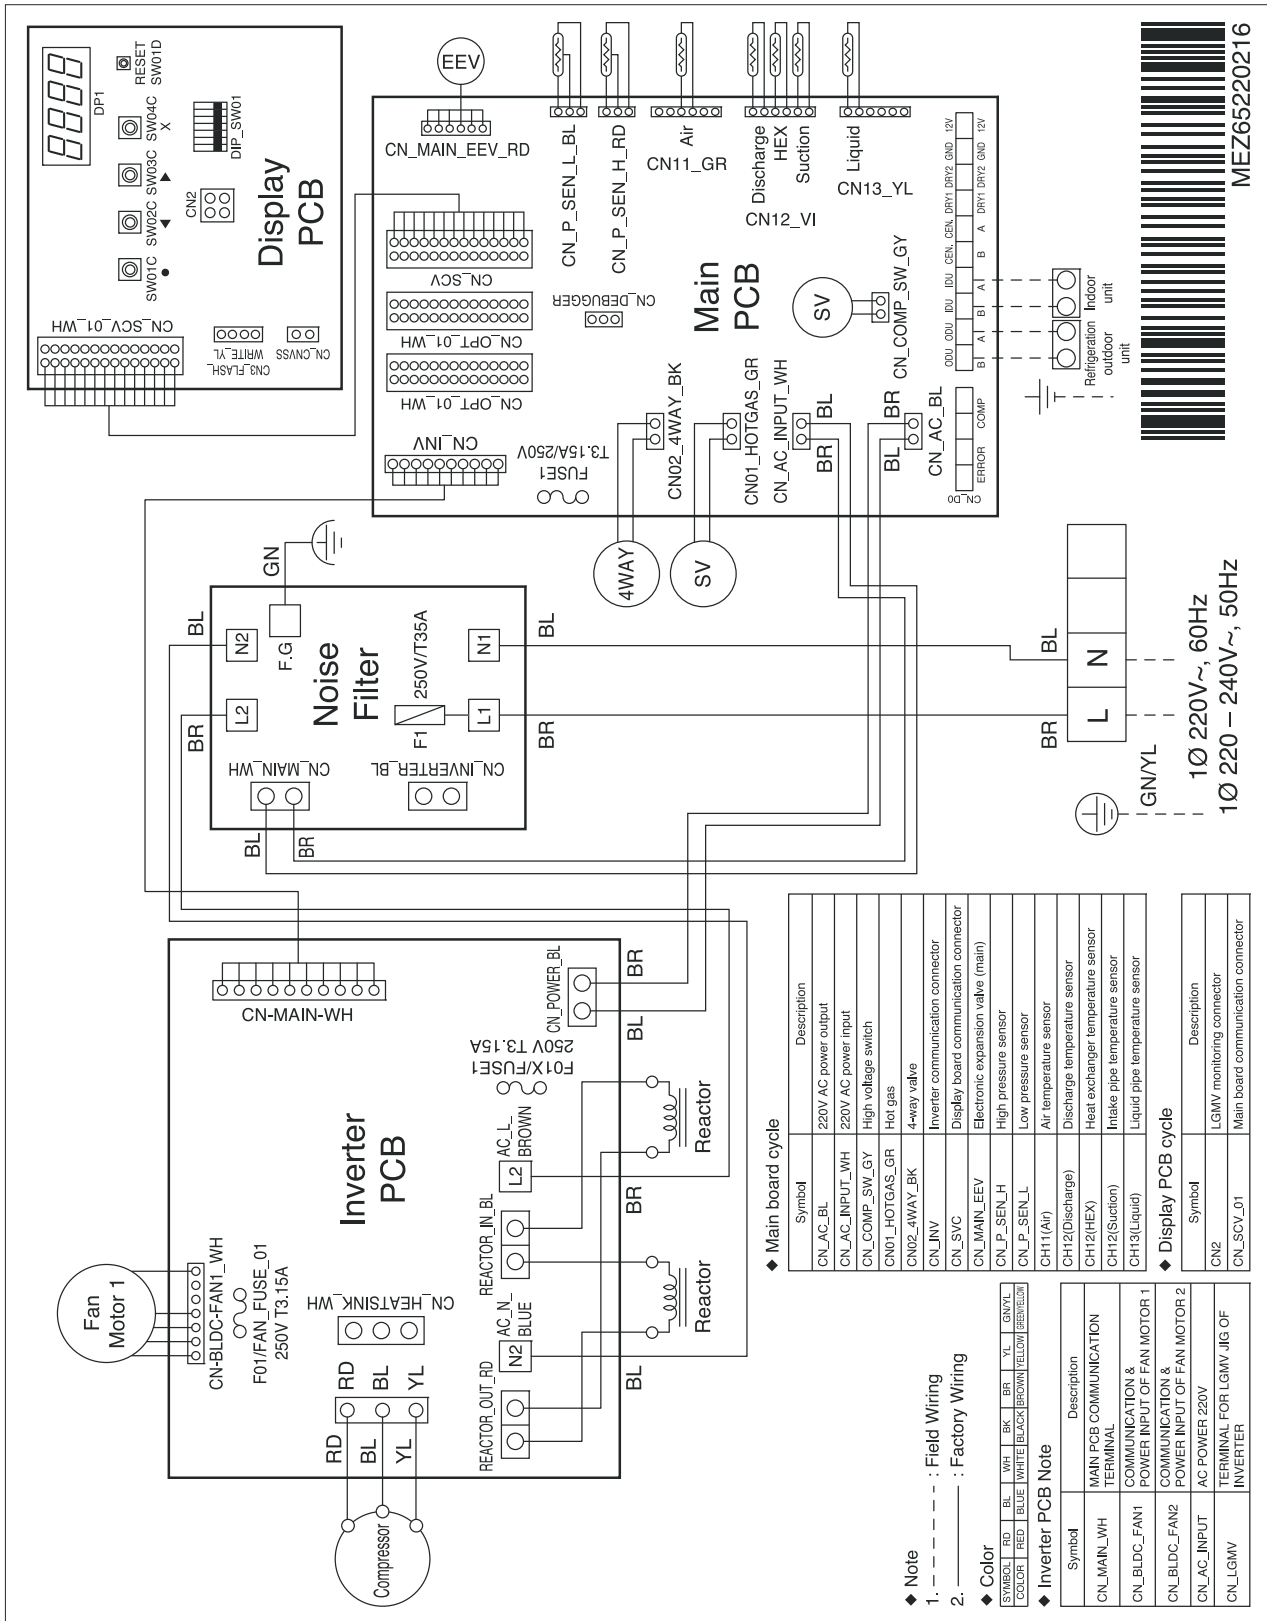 DP1
RESET
SW01D
SW04C
X
SW03C
▲
SW02C
▼
SW01C
●
DIP_SW01
CN2
Display
PCB
CN_SCV_01_WH
CN3_FLASH_
WRITE_YL
CN_CNVSS
EEV
CN_MAIN_EEV_RD
CN_P_SEN_L_BL
CN_P_SEN_H_RD
Air
CN11_GR
Discharge
HEX
Suction
CN12_VI
Liquid
CN13_YL
CN_SCV
CN_OPT_01_WH
CN_OPT_01_WH
CN_INV
CN_DEBUGGER
Main
PCB
SV
CN_COMP_SW_GY
FUSE1
T3.15A/250V
4WAY
CN02_4WAY_BK
SV
CN01_HOTGAS_GR
CN_AC_INPUT_WH
BR
BL
BL
BR
CN_AC_BL
CN_D0
ERROR
COMP
ODU ODU IDU IDU CEN. CEN. DRY1 DRY2 GND 12V
B A B A B A DRY1 DRY2 GND 12V
Refrigeration
outdoor
unit
Indoor
unit
MEZ65220216
GN
F.G
BL
N2
BR
L2
Noise
Filter
F1
250V/T35A
N1
BL
L1
BR
CN_MAIN_WH
CN_INVERTER_BL
BL
BR
BL
N
BR
L
GN/YL
1Ø 220V~, 60Hz
1Ø 220 – 240V~, 50Hz
CN-MAIN-WH
Inverter
PCB
CN_POWER_BL
BL
BR
F01X/FUSE1
250V T3.15A
Fan
Motor 1
CN-BLDC-FAN1_WH
F01/FAN_FUSE_01
250V T3.15A
CN_HEATSINK_WH
Compressor
RD
BL
YL
RD
BL
YL
REACTOR_OUT_RD
N2
AC_N_
BLUE
REACTOR_IN_BL
L2
AC_L_
BROWN
BL
Reactor
BR
Reactor
◆ Main board cycle
Symbol Description
CN_AC_BL 220V AC power output
CN_AC_INPUT_WH 220V AC power input
CN_COMP_SW_GY High voltage switch
CN01_HOTGAS_GR Hot gas
CN02_4WAY_BK 4-way valve
CN_INV Inverter communication connector
CN_SVC Display board communication connector
CN_MAIN_EEV Electronic expansion valve (main)
CN_P_SEN_H High pressure sensor
CN_P_SEN_L Low pressure sensor
CH11(Air) Air temperature sensor
CH12(Discharge) Discharge temperature sensor
CH12(HEX) Heat exchanger temperature sensor
CH12(Suction) Intake pipe temperature sensor
CH13(Liquid) Liquid pipe temperature sensor
◆ Display PCB cycle
Symbol Description
CN2 LGMV monitoring connector
CN_SCV_01 Main board communication connector
◆ Note
1. - - - - - - - : Field Wiring
2. ——— : Factory Wiring
◆ Color
SYMBOL RD BL WH BK BR YL GN/YL
COLOR RED BLUE WHITE BLACK BROWN YELLOW GREEN/YELLOW
◆ Inverter PCB Note
Symbol Description
CN_MAIN_WH MAIN PCB COMMUNICATION
TERMINAL
CN_BLDC_FAN1 COMMUNICATION &
POWER INPUT OF FAN MOTOR 1
CN_BLDC_FAN2 COMMUNICATION &
POWER INPUT OF FAN MOTOR 2
CN_AC_INPUT AC POWER 220V
CN_LGMV TERMINAL FOR LGMV JIG OF
INVERTER